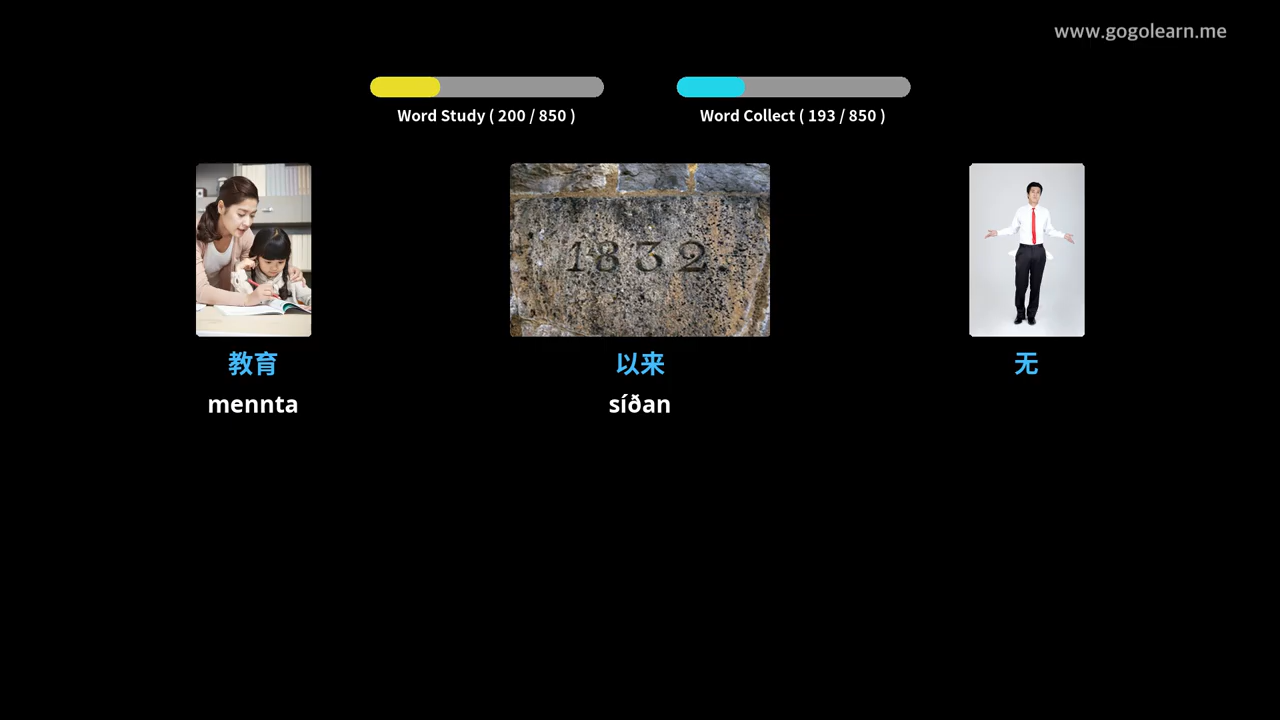 www.gogolearn.me
Word Study ( 200 / 850 )
Word Collect ( 193 / 850 )
1832.
教育
以来
无
mennta
síðan